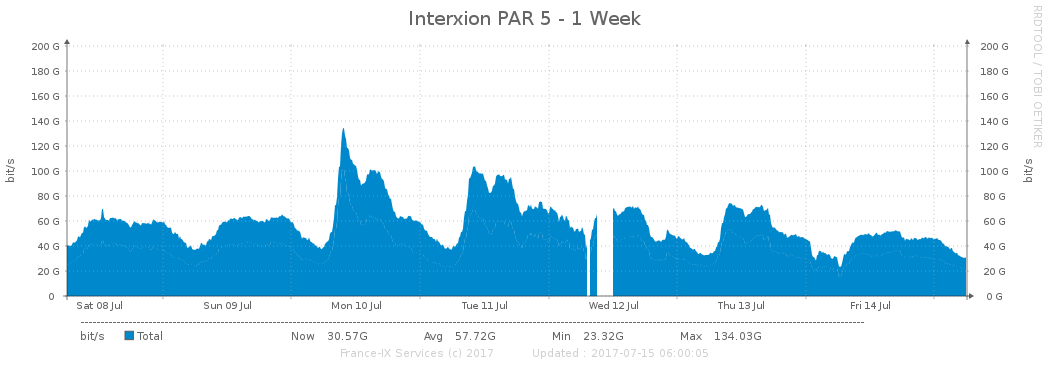 Interxion PAR 5 - 1 Week
RRDTOOL / TOBI OETIKER
200 G 200 G
180 G 180 G
160 G 160 G
140 G 140 G
120 G 120 G
100 G 100 G
80 G 80 G
60 G 60 G
40 G 40 G
20 G 20 G
0 0 G
bit/s
bit/s
Sat 08 Jul Sun 09 Jul Mon 10 Jul Tue 11 Jul Wed 12 Jul Thu 13 Jul Fri 14 Jul
bit/s Total Now 30.57G Avg 57.72G Min 23.32G Max 134.03G
France-IX Services (c) 2017 Updated : 2017-07-15 06:00:05